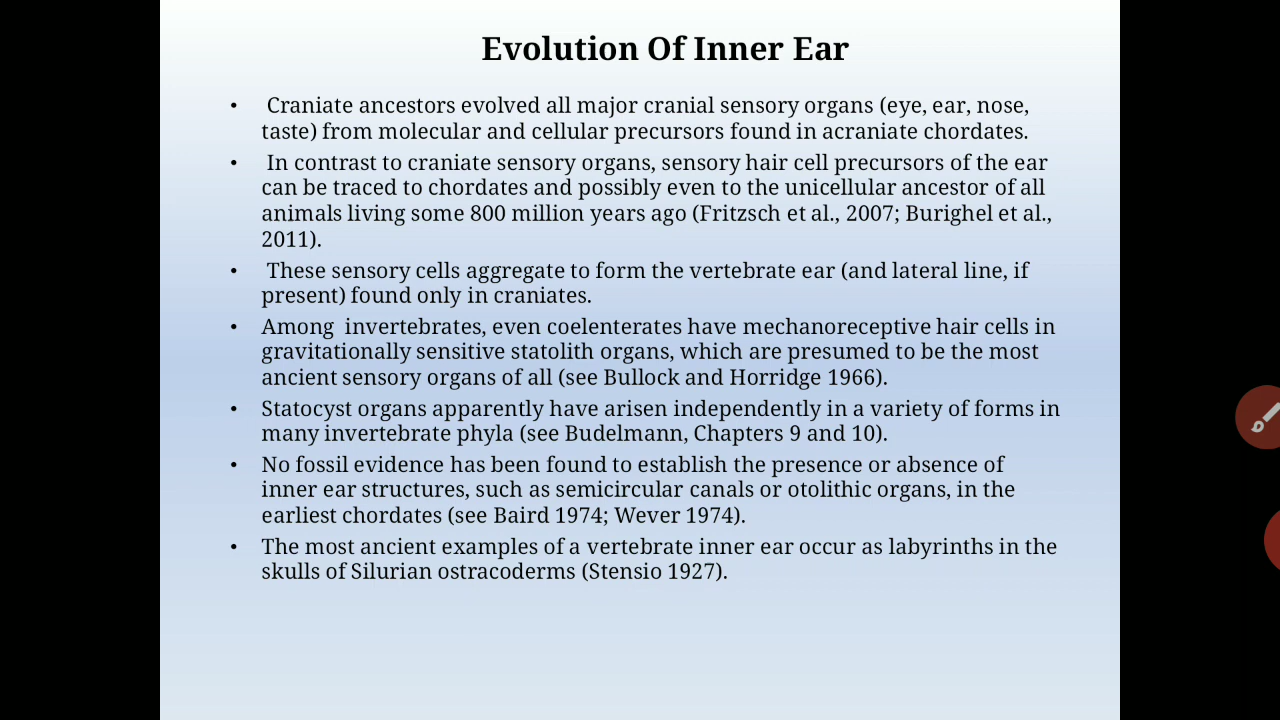 Evolution Of Inner Ear
• Craniate ancestors evolved all major cranial sensory organs (eye, ear, nose,
taste) from molecular and cellular precursors found in acraniate chordates.
• In contrast to craniate sensory organs, sensory hair cell precursors of the ear
can be traced to chordates and possibly even to the unicellular ancestor of all
animals living some 800 million years ago (Fritzsch et al., 2007; Burighel et al.,
2011).
• These sensory cells aggregate to form the vertebrate ear (and lateral line, if
present) found only in craniates.
• Among  invertebrates, even coelenterates have mechanoreceptive hair cells in
gravitationally sensitive statolith organs, which are presumed to be the most
ancient sensory organs of all (see Bullock and Horridge 1966).
• Statocyst organs apparently have arisen independently in a variety of forms in
many invertebrate phyla (see Budelmann, Chapters 9 and 10).
• No fossil evidence has been found to establish the presence or absence of
inner ear structures, such as semicircular canals or otolithic organs, in the
earliest chordates (see Baird 1974; Wever 1974).
• The most ancient examples of a vertebrate inner ear occur as labyrinths in the
skulls of Silurian ostracoderms (Stensio 1927).